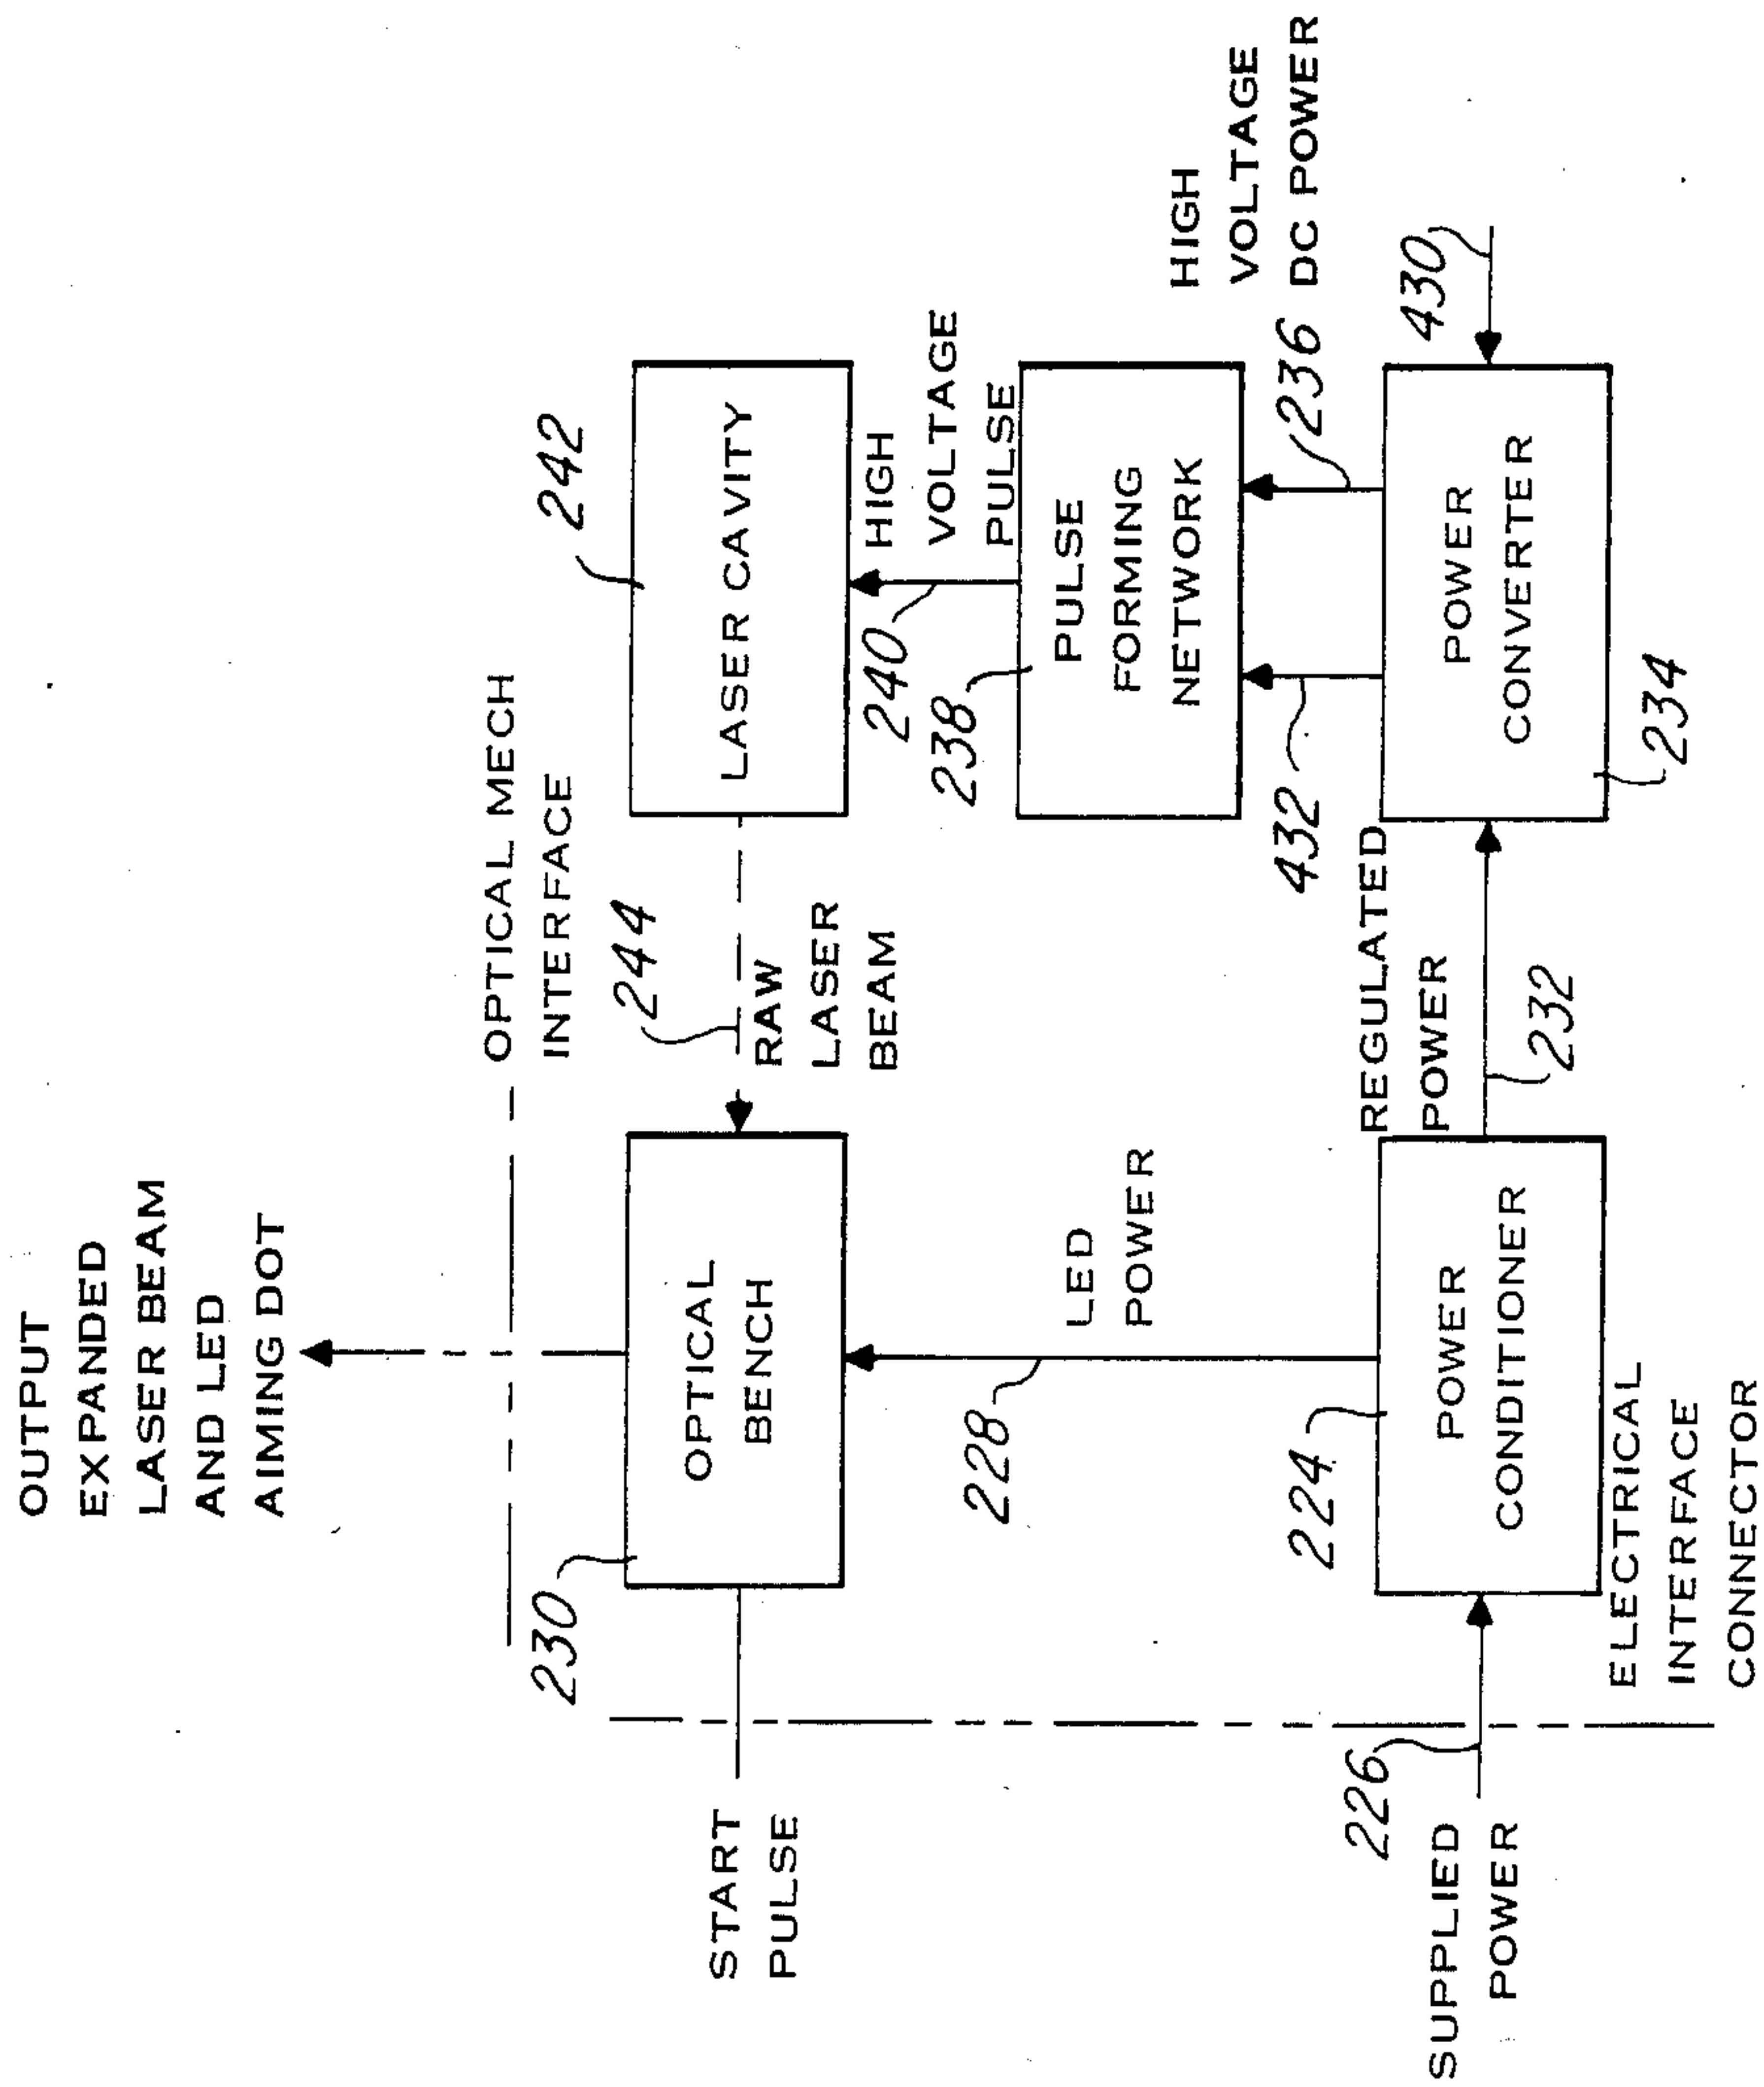 OUTPUT
EXPANDED
LASER BEAM
AND LED
AIMING DOT
OPTICAL MECH
INTERFACE
230
OPTICAL
BENCH
START
PULSE
244
RAW
LASER
BEAM
242
LASER CAVITY
240
HIGH
VOLTAGE
PULSE
238
PULSE
FORMING
NETWORK
228
LED
POWER
432
236
HIGH
VOLTAGE
DC POWER
224
POWER
CONDITIONER
REGULATED
POWER
232
POWER
CONVERTER
234
430
226
SUPPLIED
POWER
ELECTRICAL
INTERFACE
CONNECTOR